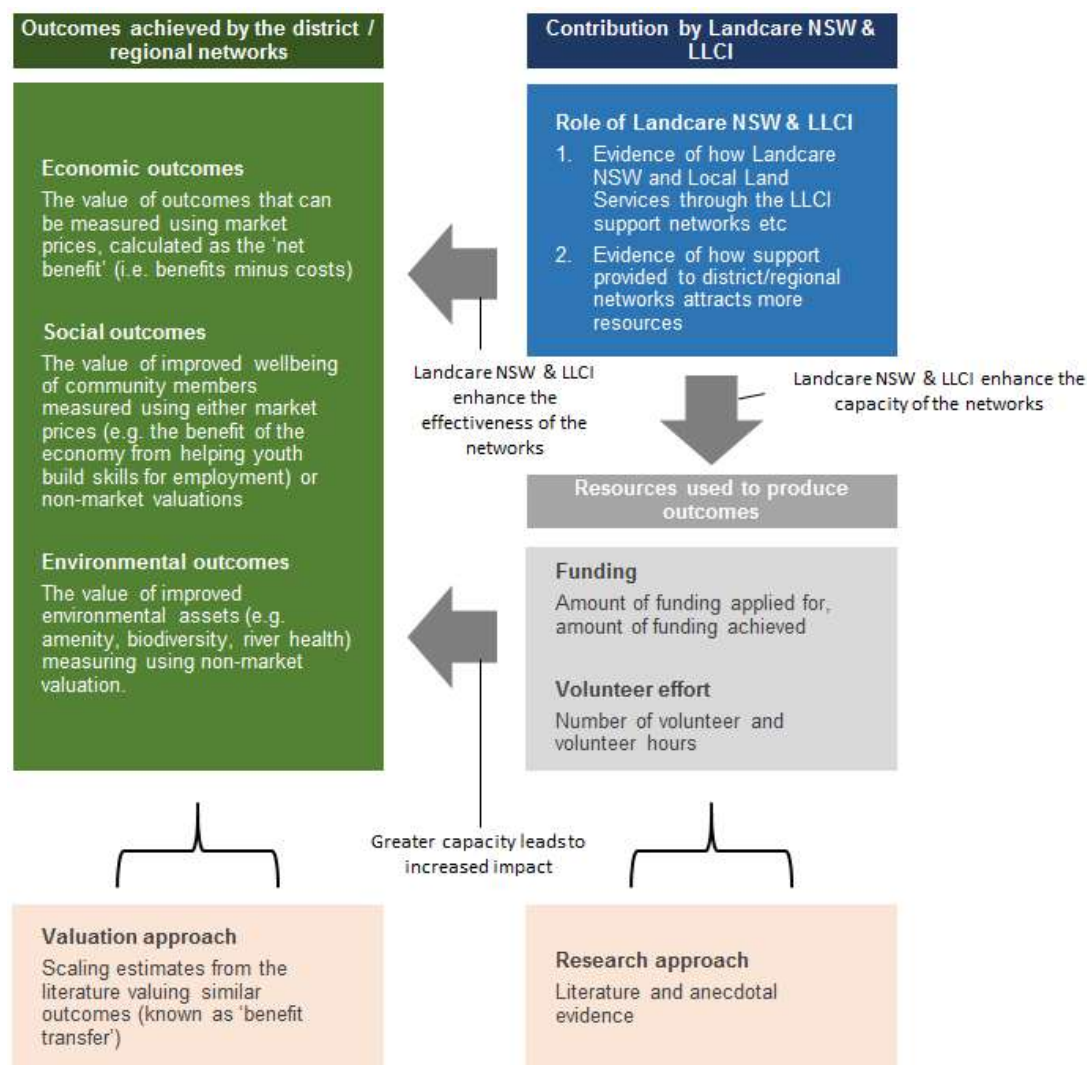 Outcomes achieved by the district /
regional networks
Economic outcomes
The value of outcomes that can
be measured using market
prices, calculated as the ‘net
benefit’ (i.e. benefits minus costs)
Social outcomes
The value of improved wellbeing
of community members
measured using either market
prices (e.g. the benefit of the
economy from helping youth
build skills for employment) or
non-market valuations
Environmental outcomes
The value of improved
environmental assets (e.g.
amenity, biodiversity, river health)
measuring using non-market
valuation.
Contribution by Landcare NSW &
LLCI
Role of Landcare NSW & LLCI
1. Evidence of how Landcare
NSW and Local Land
Services through the LLCI
support networks etc
2. Evidence of how support
provided to district/regional
networks attracts more
resources
Landcare NSW & LLCI
enhance the
effectiveness of the
networks
Landcare NSW & LLCI enhance the
capacity of the networks
Resources used to produce
outcomes
Funding
Amount of funding applied for,
amount of funding achieved
Volunteer effort
Number of volunteer and
volunteer hours
Greater capacity leads to
increased impact
Valuation approach
Scaling estimates from the
literature valuing similar
outcomes (known as ‘benefit
transfer’)
Research approach
Literature and anecdotal
evidence